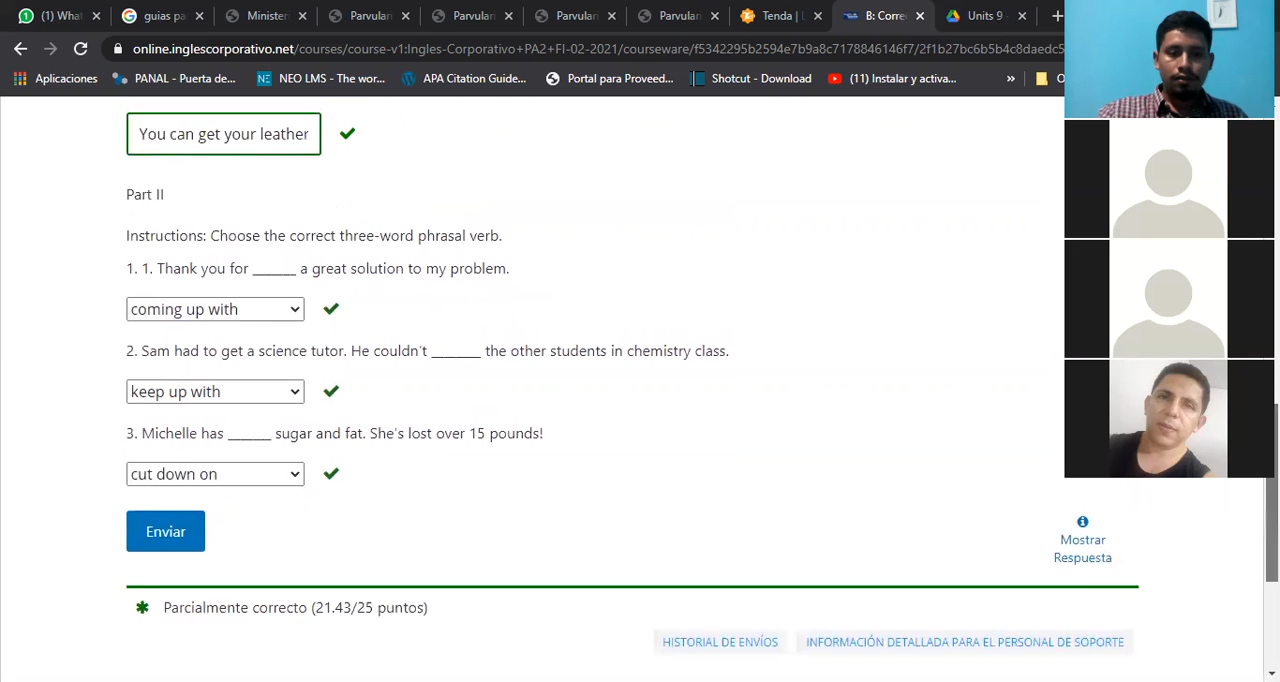 (1) What
guias pa
Minister
Parvular
Parvular
Parvular
Parvular
Tenda | L
B: Corre
Units 9 -
online.inglescorporativo.net/courses/course-v1:Ingles-Corporativo+PA2+FI-02-2021/courseware/f5342295b2594e7b9a8c7178846146f7/2f1b27bc6b5b4c8daedc5
Aplicaciones
PANAL - Puerta de...
NEO LMS - The wor...
APA Citation Guide...
Portal para Proveed...
Shotcut - Download
(11) Instalar y activa...
»
You can get your leather
Part II
Instructions: Choose the correct three-word phrasal verb.
1. 1. Thank you for ______ a great solution to my problem.
coming up with
2. Sam had to get a science tutor. He couldn't _______ the other students in chemistry class.
keep up with
3. Michelle has ______ sugar and fat. She's lost over 15 pounds!
cut down on
Enviar
Mostrar
Respuesta
Parcialmente correcto (21.43/25 puntos)
HISTORIAL DE ENVÍOS
INFORMACIÓN DETALLADA PARA EL PERSONAL DE SOPORTE